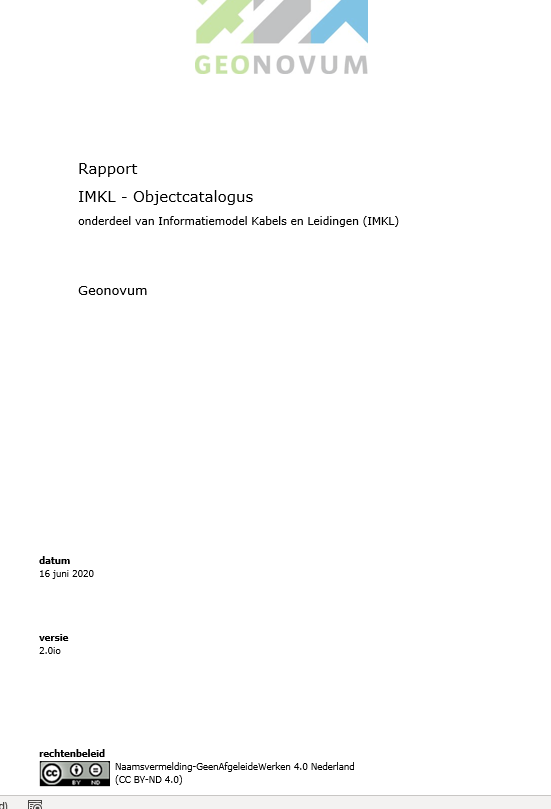 GEONOVUM
Rapport
IMKL - Objectcatalogus
onderdeel van Informatiemodel Kabels en Leidingen (IMKL)
Geonovum
datum
16 juni 2020
versie
2.0io
rechtenbeleid
cc BY ND
Naamsvermelding-GeenAfgeleideWerken 4.0 Nederland
(CC BY-ND 4.0)
d)